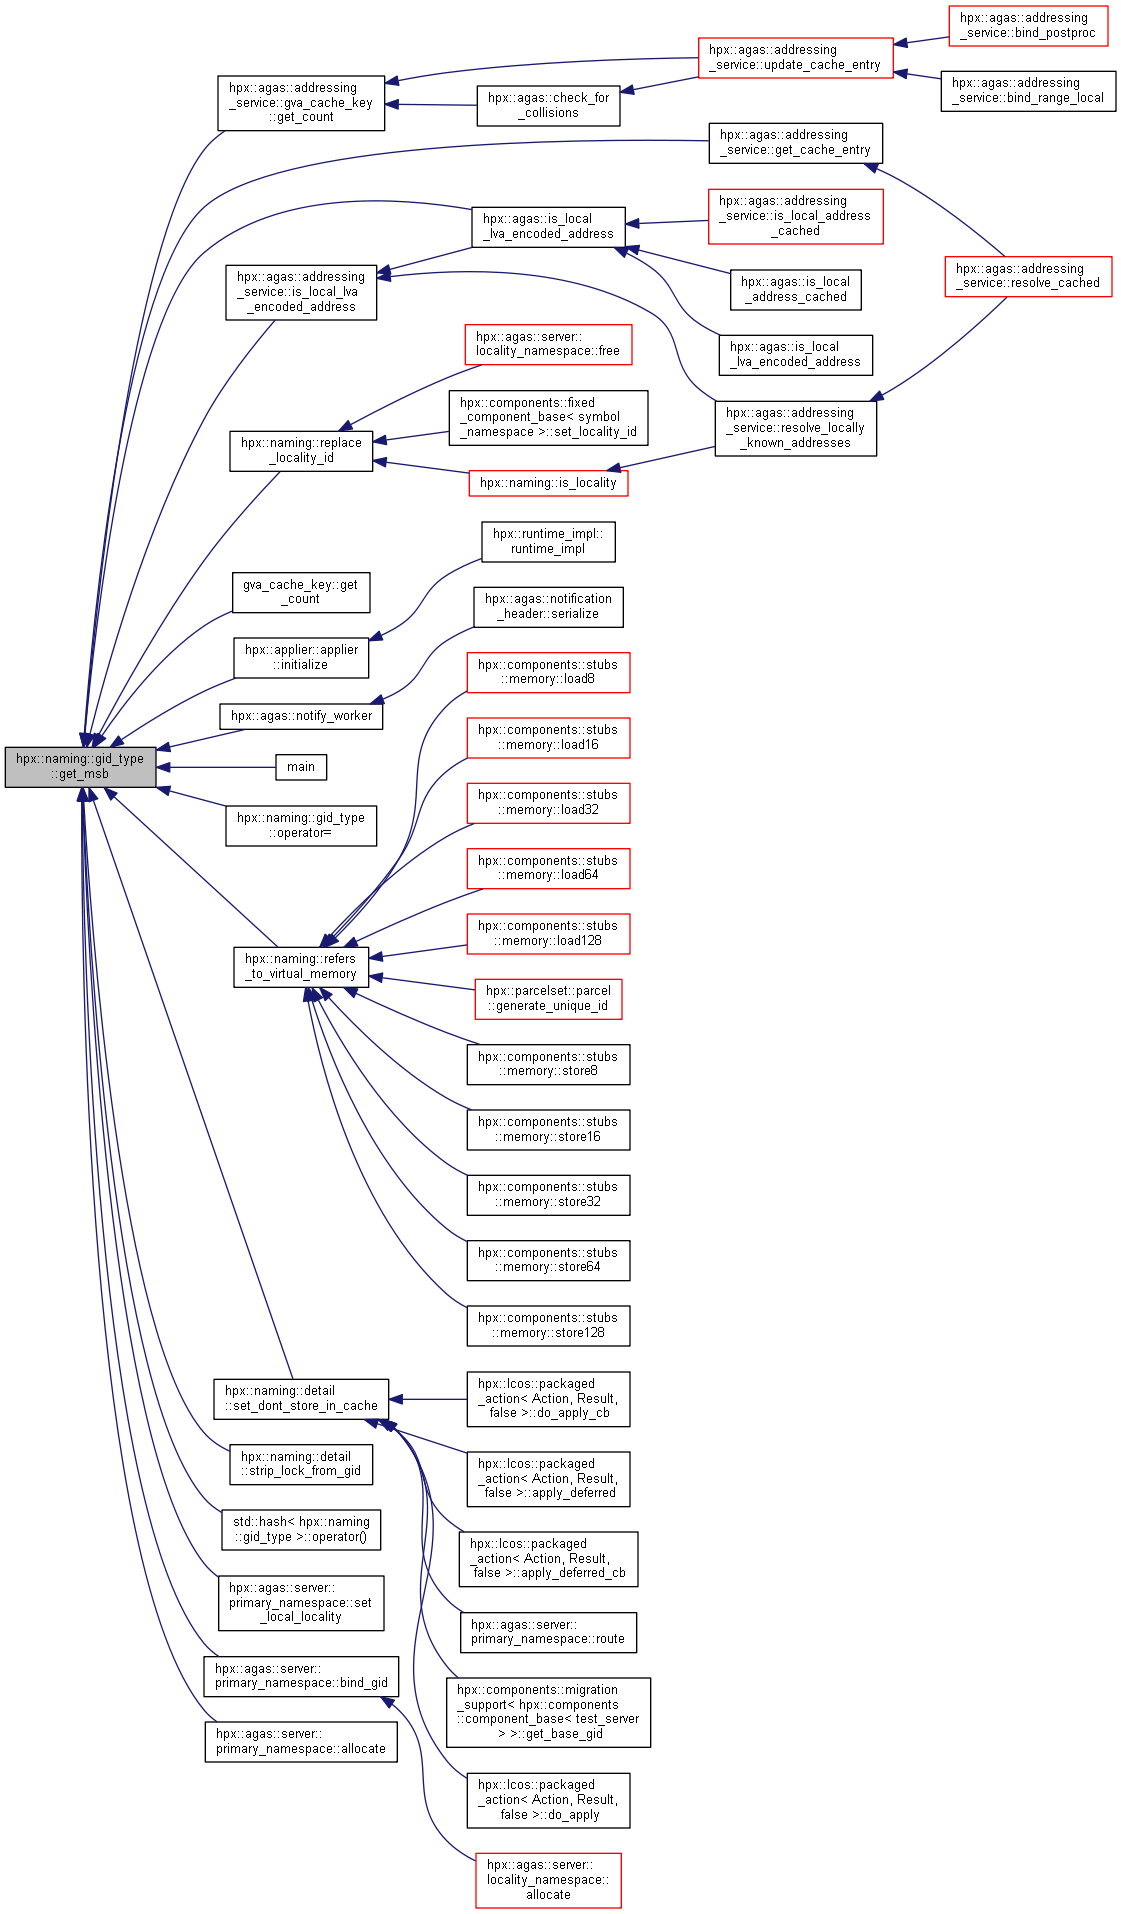 hpx::agas::addressing
_service::bind_postproc
hpx::agas::addressing
_service::update_cache_entry
hpx::agas::addressing
_service::bind_range_local
hpx::agas::addressing
_service::gva_cache_key
::get_count
hpx::agas::check_for
_collisions
hpx::agas::addressing
_service::get_cache_entry
hpx::agas::addressing
_service::is_local_address
_cached
hpx::agas::is_local
_lva_encoded_address
hpx::agas::addressing
_service::resolve_cached
hpx::agas::addressing
_service::is_local_lva
_encoded_address
hpx::agas::is_local
_address_cached
hpx::agas::server::
locality_namespace::free
hpx::agas::is_local
_lva_encoded_address
hpx::components::fixed
_component_base< symbol
_namespace >::set_locality_id
hpx::agas::addressing
_service::resolve_locally
_known_addresses
hpx::naming::replace
_locality_id
hpx::naming::is_locality
hpx::runtime_impl::
runtime_impl
gva_cache_key::get
_count
hpx::agas::notification
_header::serialize
hpx::applier::applier
::initialize
hpx::components::stubs
::memory::load8
hpx::agas::notify_worker
hpx::components::stubs
::memory::load16
hpx::naming::gid_type
::get_msb
main
hpx::components::stubs
::memory::load32
hpx::naming::gid_type
::operator=
hpx::components::stubs
::memory::load64
hpx::components::stubs
::memory::load128
hpx::naming::refers
_to_virtual_memory
hpx::parcelset::parcel
::generate_unique_id
hpx::components::stubs
::memory::store8
hpx::components::stubs
::memory::store16
hpx::components::stubs
::memory::store32
hpx::components::stubs
::memory::store64
hpx::components::stubs
::memory::store128
hpx::naming::detail
::set_dont_store_in_cache
hpx::lcos::packaged
_action< Action, Result,
false >::do_apply_cb
hpx::naming::detail
::strip_lock_from_gid
hpx::lcos::packaged
_action< Action, Result,
false >::apply_deferred
std::hash< hpx::naming
::gid_type >::operator()
hpx::lcos::packaged
_action< Action, Result,
false >::apply_deferred_cb
hpx::agas::server::
primary_namespace::set
_local_locality
hpx::agas::server::
primary_namespace::route
hpx::agas::server::
primary_namespace::bind_gid
hpx::components::migration
_support< hpx::components
::component_base< test_server
> >::get_base_gid
hpx::agas::server::
primary_namespace::allocate
hpx::lcos::packaged
_action< Action, Result,
false >::do_apply
hpx::agas::server::
locality_namespace::
allocate